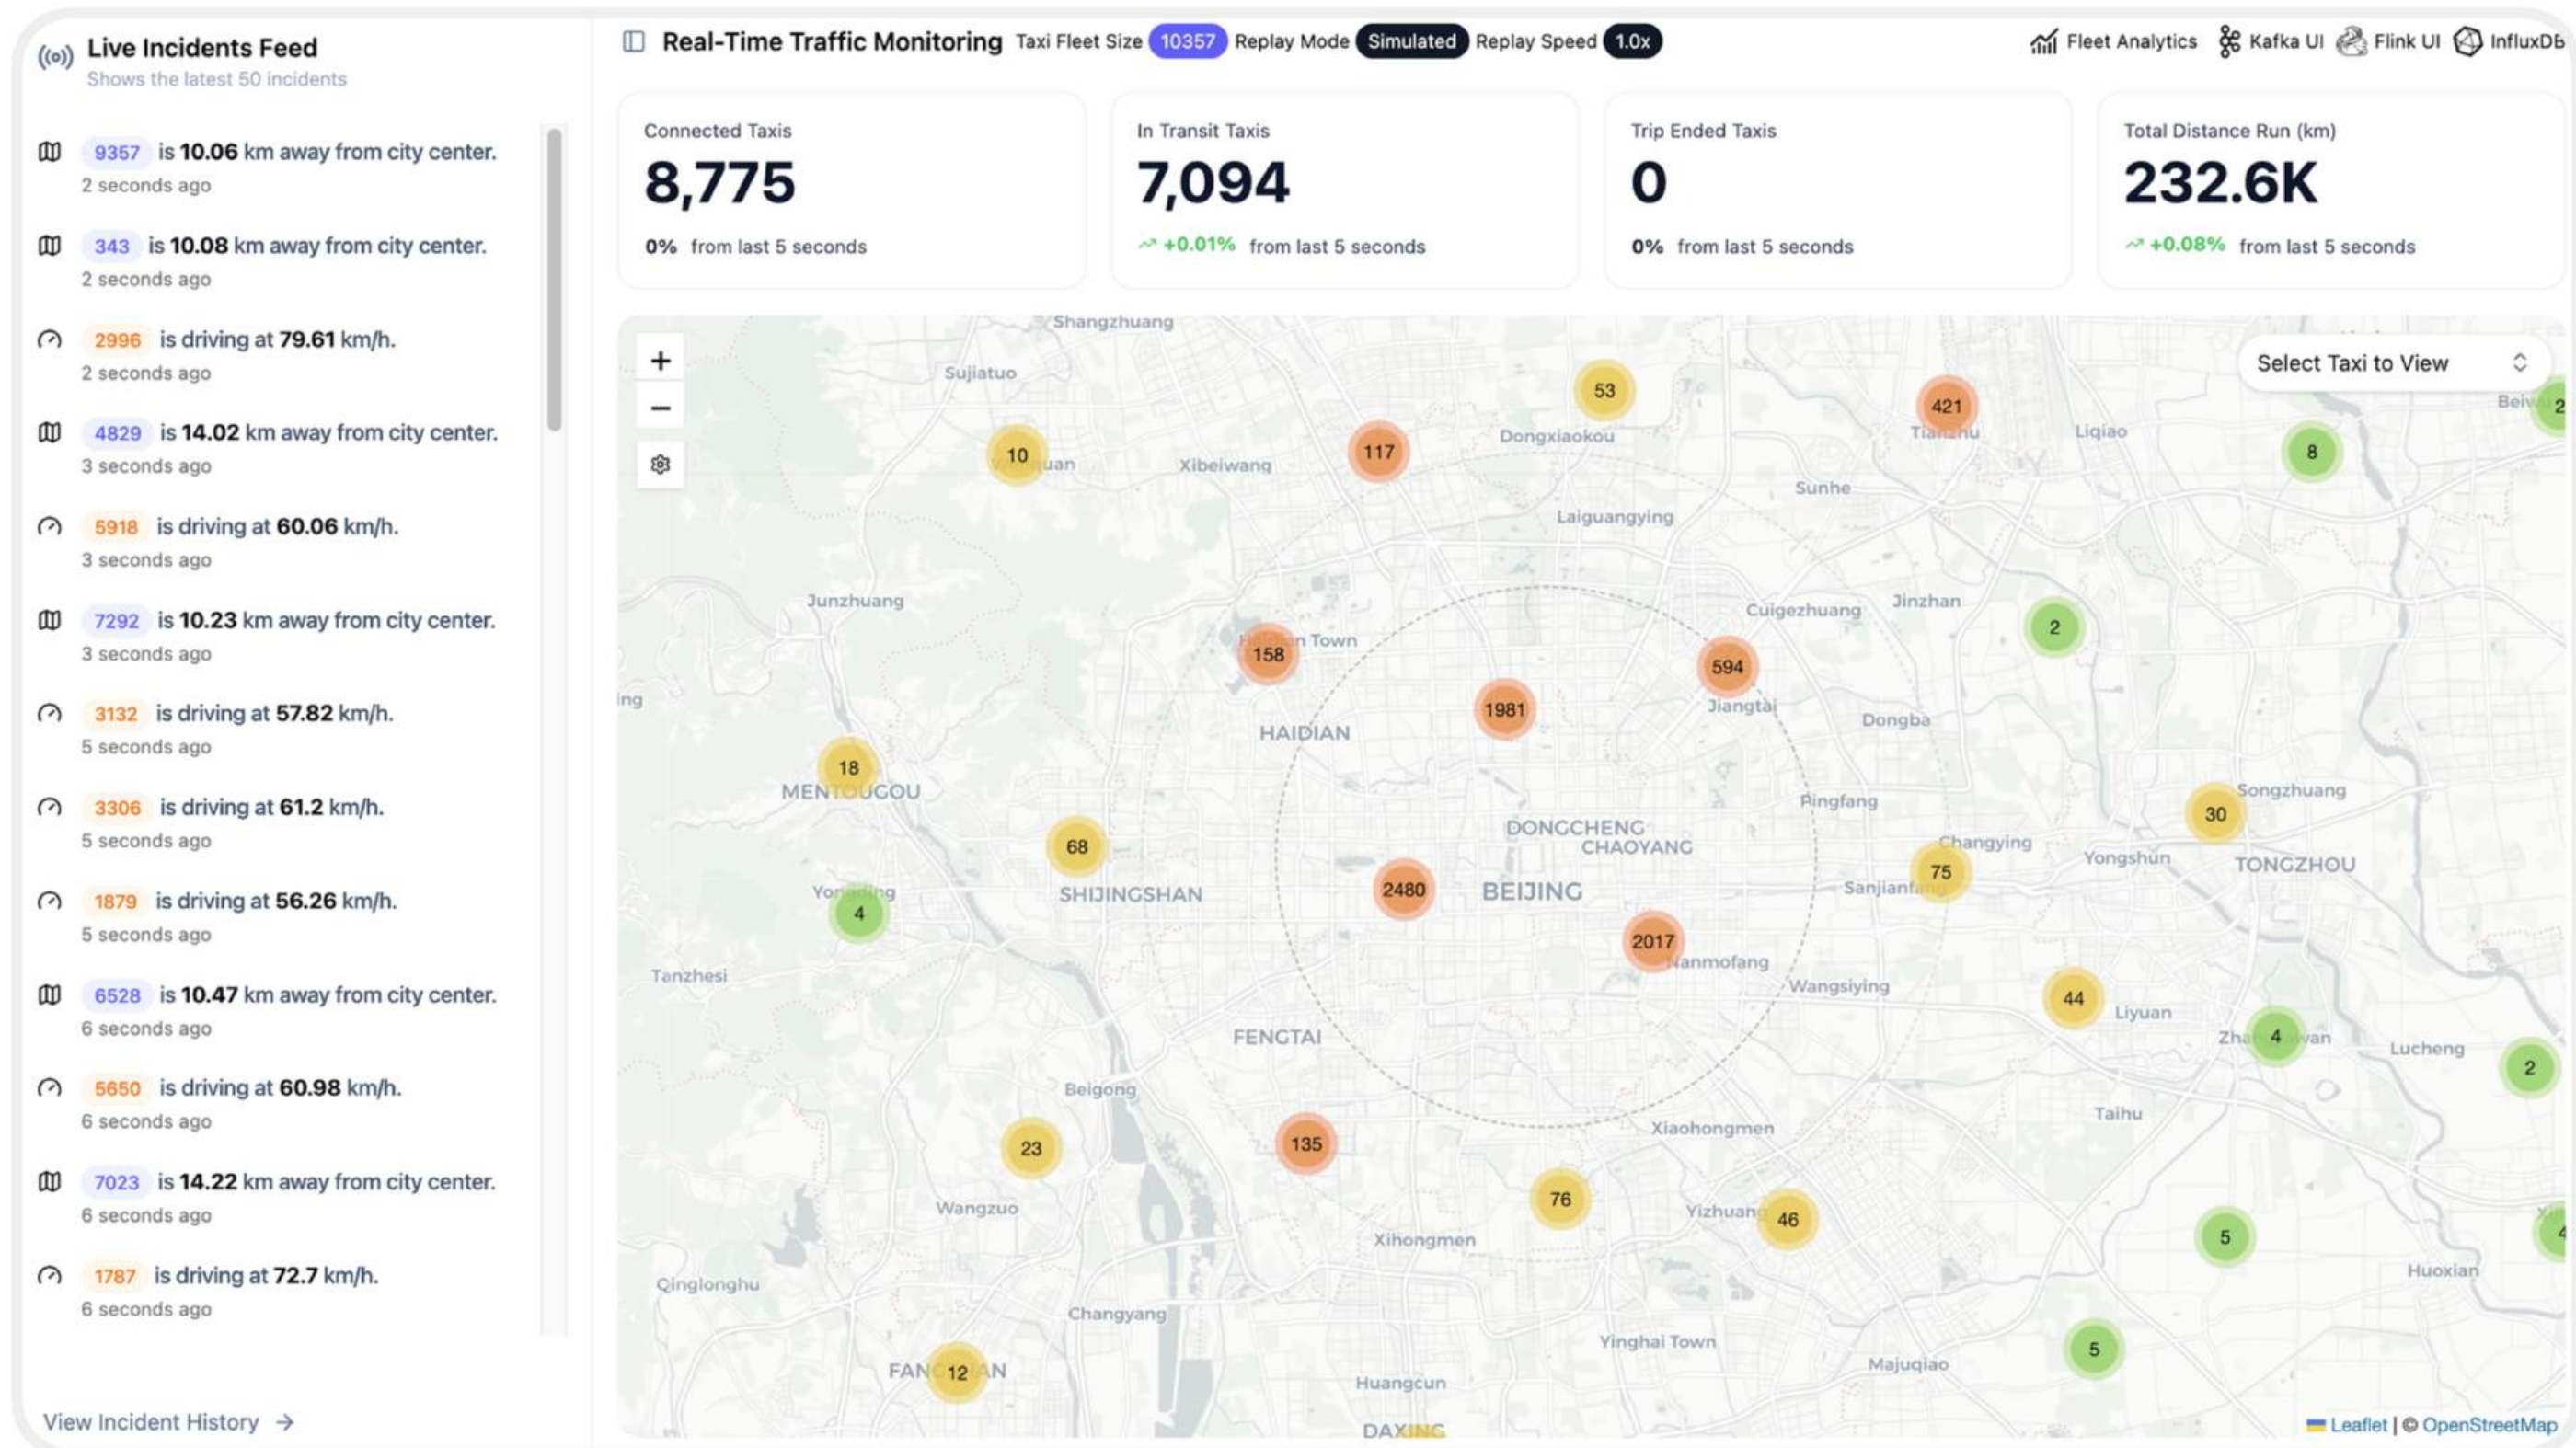 Live Incidents Feed
Shows the latest 50 incidents
9357 is 10.06 km away from city center.
2 seconds ago
343 is 10.08 km away from city center.
2 seconds ago
2996 is driving at 79.61 km/h.
2 seconds ago
4829 is 14.02 km away from city center.
3 seconds ago
5918 is driving at 60.06 km/h.
3 seconds ago
7292 is 10.23 km away from city center.
3 seconds ago
3132 is driving at 57.82 km/h.
5 seconds ago
3306 is driving at 61.2 km/h.
5 seconds ago
1879 is driving at 56.26 km/h.
5 seconds ago
6528 is 10.47 km away from city center.
6 seconds ago
5650 is driving at 60.98 km/h.
6 seconds ago
7023 is 14.22 km away from city center.
6 seconds ago
1787 is driving at 72.7 km/h.
6 seconds ago
View Incident History
Real-Time Traffic Monitoring Taxi Fleet Size 10357 Replay Mode Simulated Replay Speed 1.0x
Fleet Analytics Kafka UI Flink UI InfluxDB
Connected Taxis
8,775
0% from last 5 seconds
In Transit Taxis
7,094
+0.01% from last 5 seconds
Trip Ended Taxis
0
0% from last 5 seconds
Total Distance Run (km)
232.6K
+0.08% from last 5 seconds
+
−
Select Taxi to View
Shangzhuang
Sujiatuo
53
421
2
10
117
Dongxiaokou
Tianzhu
Liqiao
8
Xibeiwang
Sunhe
Laiguangying
Junzhuang
Cuigezhuang
Jinzhan
2
158
594
1981
Jiangtai
HAIDIAN
Dongba
18
MENTOUGOU
Songzhuang
30
Pingfang
68
DONGCHENG
CHAOYANG
Changying
75
Yongshun
TONGZHOU
SHIJINGSHAN
2480
BEIJING
4
2017
Nanmofang
Tanzhesi
Wangsiying
44
Liyuan
FENGTAI
4
Lucheng
2
Beigong
Taihu
23
135
Xiaohongmen
Wangzuo
76
Yizhuang
46
Xihongmen
5
4
Qinglonghu
Huoxian
Changyang
Yinghai Town
5
12
Majuqiao
Huangcun
DAXING
Leaflet | © OpenStreetMap